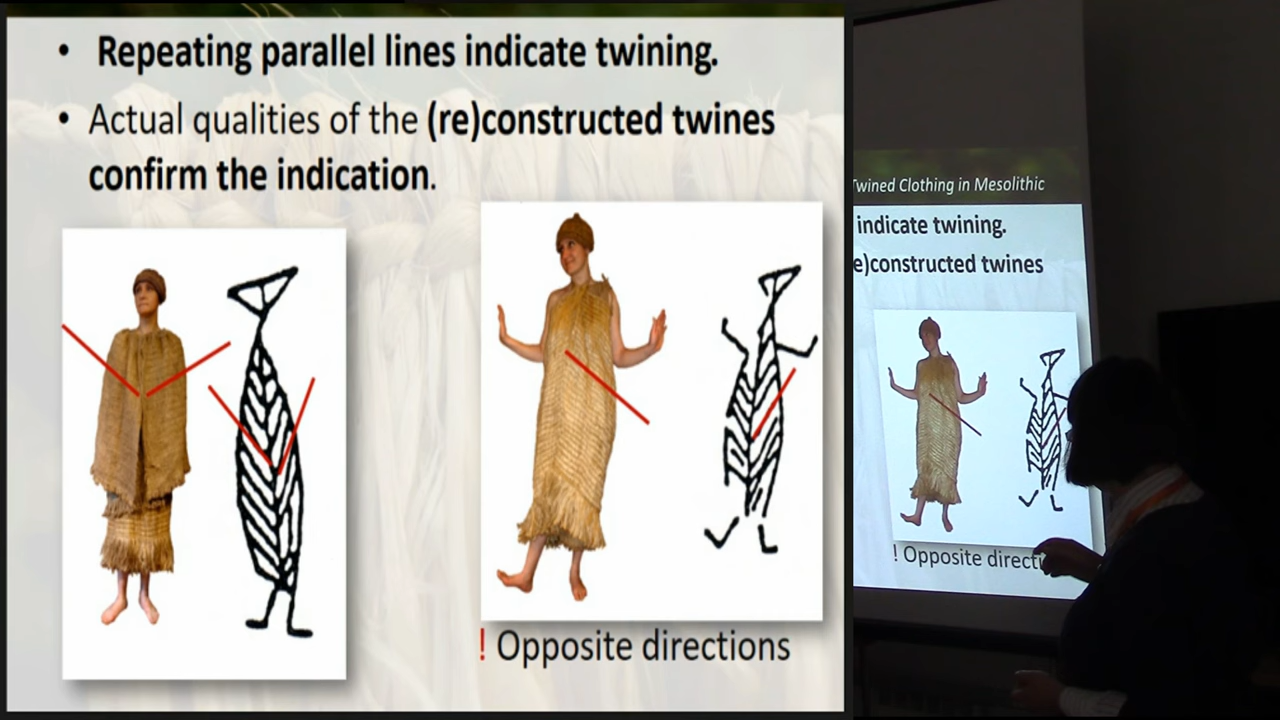 • Repeating parallel lines indicate twining.
• Actual qualities of the (re)constructed twines
confirm the indication.
! Opposite directions
Twined Clothing in Mesolithic
indicate twining.
e)constructed twines
! Opposite direct